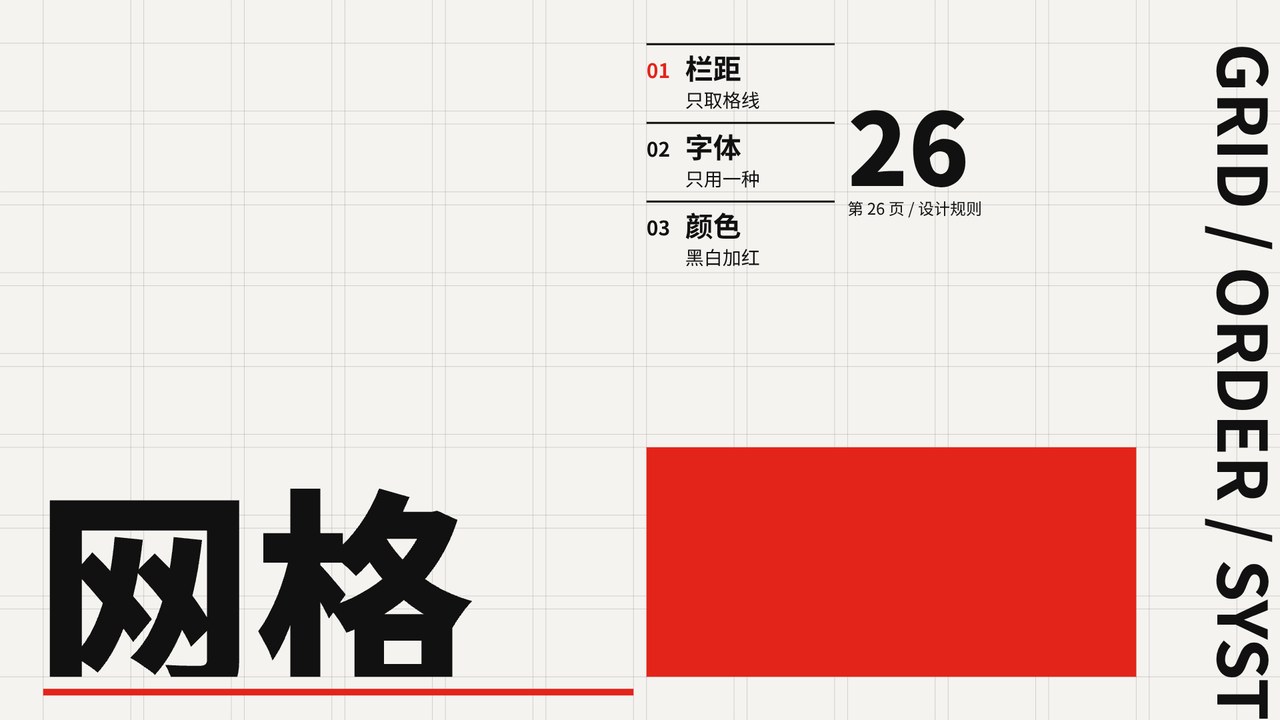 01 栏距
只取格线
02 字体
只用一种
03 颜色
黑白加红
26
第 26 页 / 设计规则
网格
GRID / ORDER / SYST